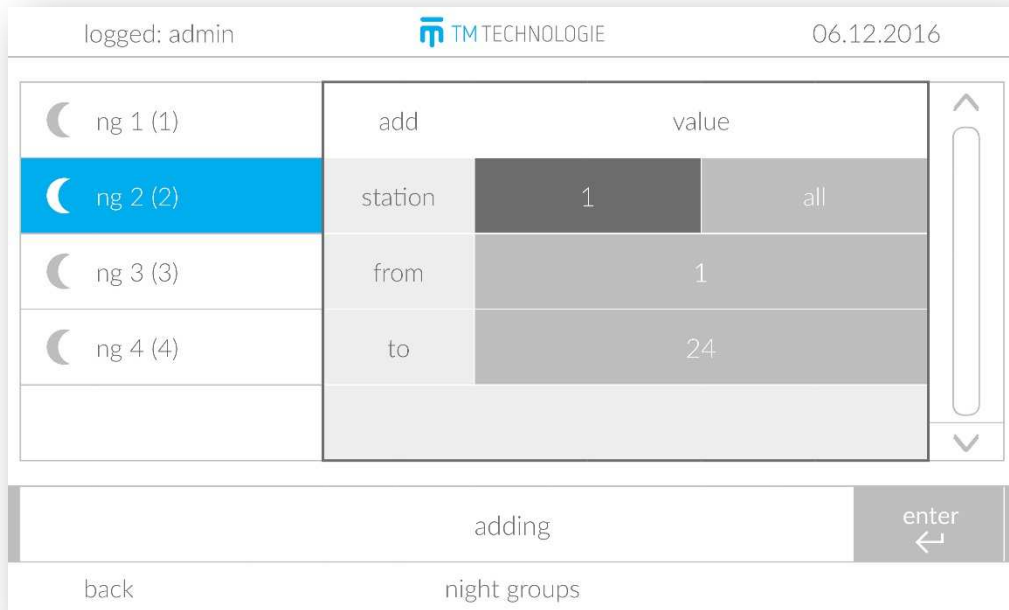 logged: admin TM TECHNOLOGIE 06.12.2016
ng 1 (1) add value
ng 2 (2) station 1 all
ng 3 (3) from 1
ng 4 (4) to 24
adding enter
back night groups